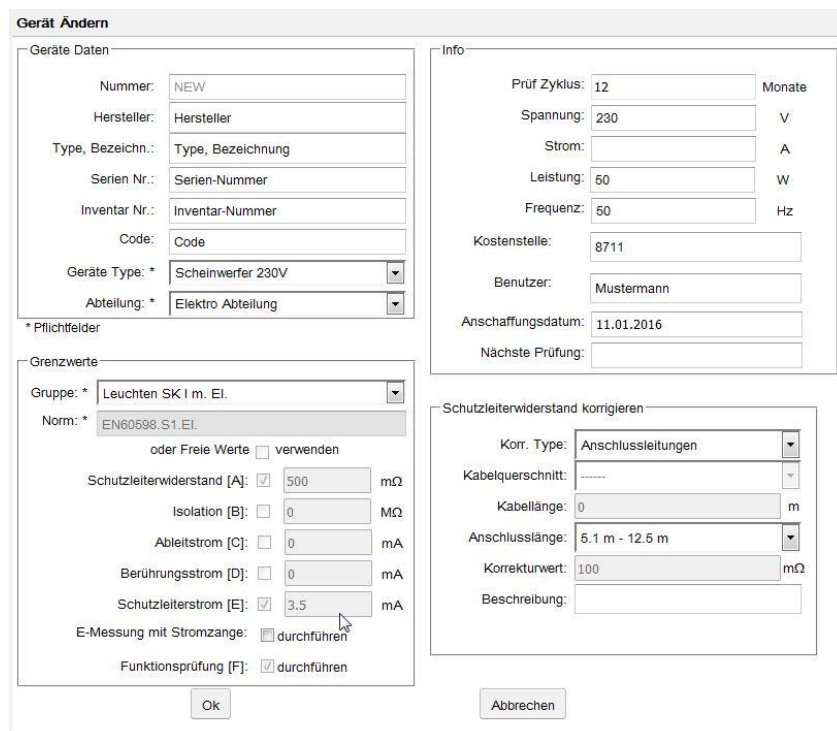 Gerät Ändern
Geräte Daten
Nummer: NEW
Hersteller: Hersteller
Type, Bezeichn.: Type, Bezeichnung
Serien Nr.: Serien-Nummer
Inventar Nr.: Inventar-Nummer
Code: Code
Geräte Type: * Scheinwerfer 230V
Abteilung: * Elektro Abteilung
* Pflichtfelder
Grenzwerte
Gruppe: * Leuchten SK I m. El.
Norm: * EN60598.S1.El.
oder Freie Werte verwenden
Schutzleiterwiderstand [A]: 500 mΩ
Isolation [B]: 0 MΩ
Ableitstrom [C]: 0 mA
Berührungsstrom [D]: 0 mA
Schutzleiterstrom [E]: 3.5 mA
E-Messung mit Stromzange: durchführen
Funktionsprüfung [F]: durchführen
Ok
Info
Prüf Zyklus: 12 Monate
Spannung: 230 V
Strom: A
Leistung: 50 W
Frequenz: 50 Hz
Kostenstelle: 8711
Benutzer: Mustermann
Anschaffungsdatum: 11.01.2016
Nächste Prüfung:
Schutzleiterwiderstand korrigieren
Korr. Type: Anschlussleitungen
Kabelquerschnitt: ------
Kabellänge: 0 m
Anschlusslänge: 5.1 m - 12.5 m
Korrekturwert: 100 mΩ
Beschreibung:
Abbrechen